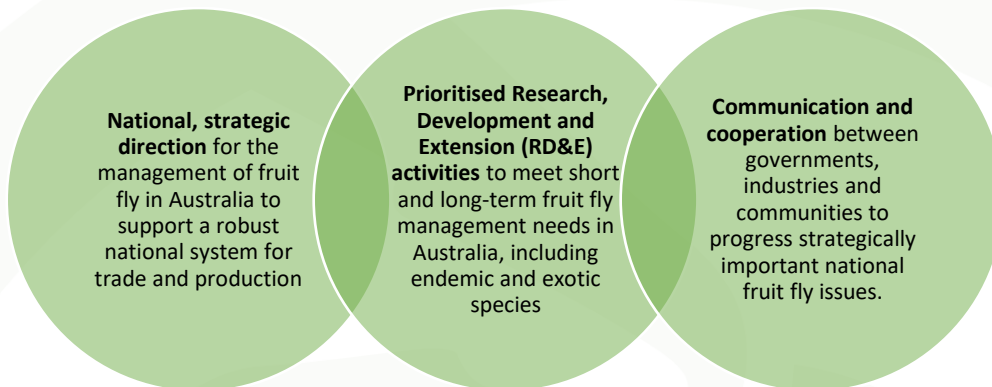 National, strategic
direction for the
management of fruit
fly in Australia to
support a robust
national system for
trade and production
Prioritised Research,
Development and
Extension (RD&E)
activities to meet short
and long-term fruit fly
management needs in
Australia, including
endemic and exotic
species
Communication and
cooperation between
governments,
industries and
communities to
progress strategically
important national
fruit fly issues.